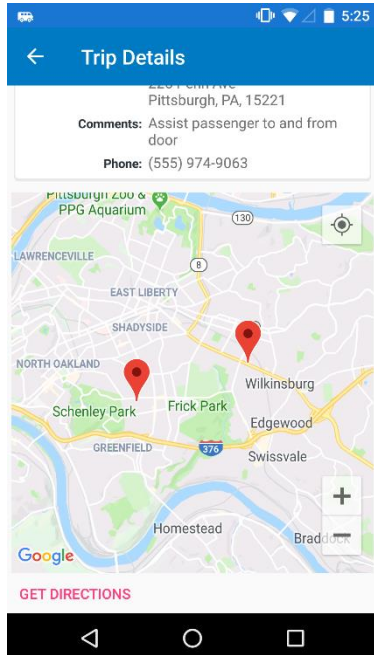 5:25
Trip Details
Pittsburgh, PA, 15221
Comments: Assist passenger to and from
door
Phone: (555) 974-9063
Pittsburgh Zoo &
PPG Aquarium
130
LAWRENCEVILLE
8
EAST LIBERTY
SHADYSIDE
NORTH OAKLAND
Wilkinsburg
Schenley Park
Frick Park
Edgewood
GREENFIELD
376
Swissvale
+
Homestead
Braddock
−
Google
GET DIRECTIONS